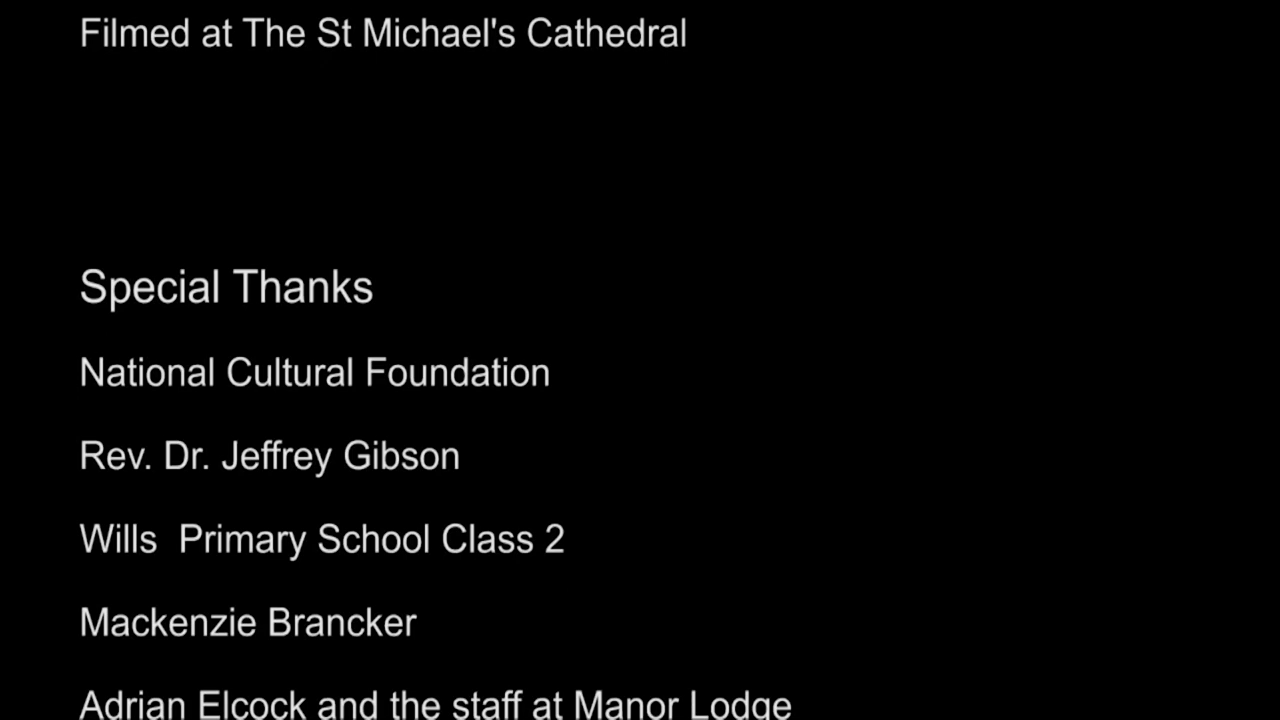 Filmed at The St Michael's Cathedral
Special Thanks
National Cultural Foundation
Rev. Dr. Jeffrey Gibson
Wills  Primary School Class 2
Mackenzie Brancker
Adrian Elcock and the staff at Manor Lodge